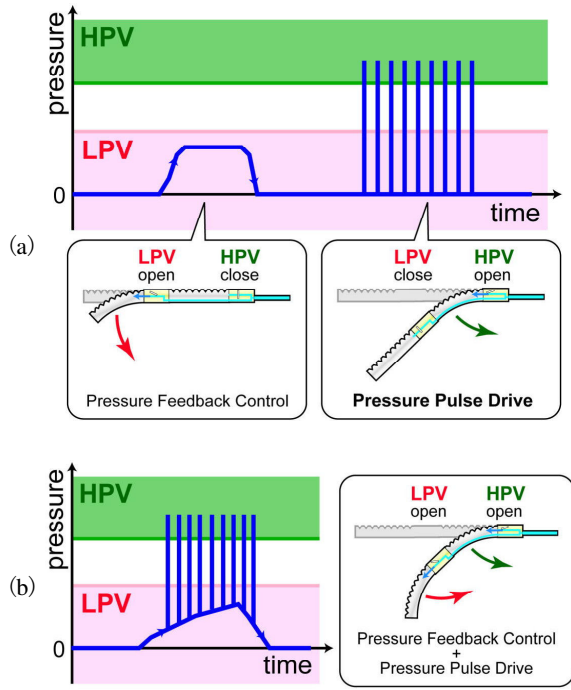 HPV
pressure
LPV
0
time
(a)
LPV
open
HPV
close
Pressure Feedback Control
LPV
close
HPV
open
Pressure Pulse Drive
HPV
pressure
LPV
0
time
(b)
LPV
open
HPV
open
Pressure Feedback Control
+
Pressure Pulse Drive